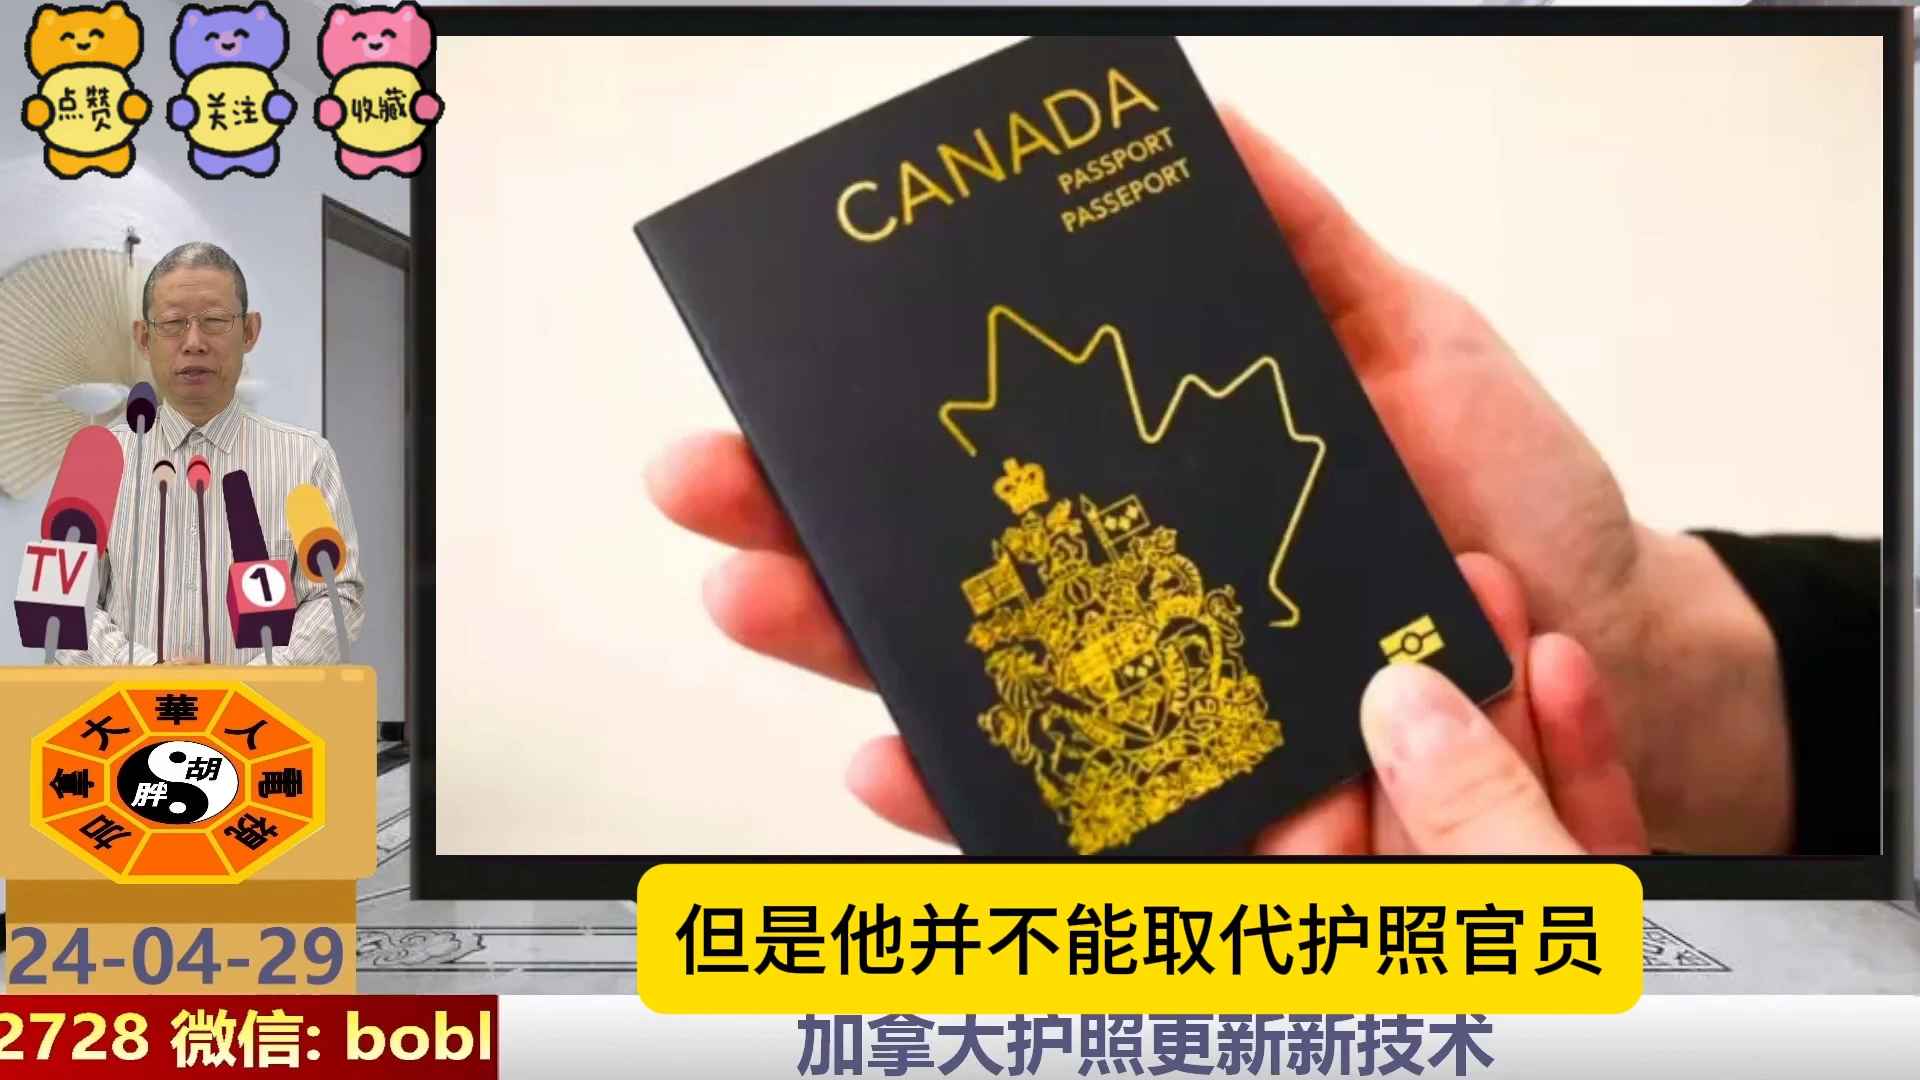 点赞
关注
收藏
CANADA
PASSPORT
PASSEPORT
TV
1
加拿大華人電視
胡
胖
24-04-29
但是他并不能取代护照官员
2728 微信: bobl
加拿大护照更新新技术